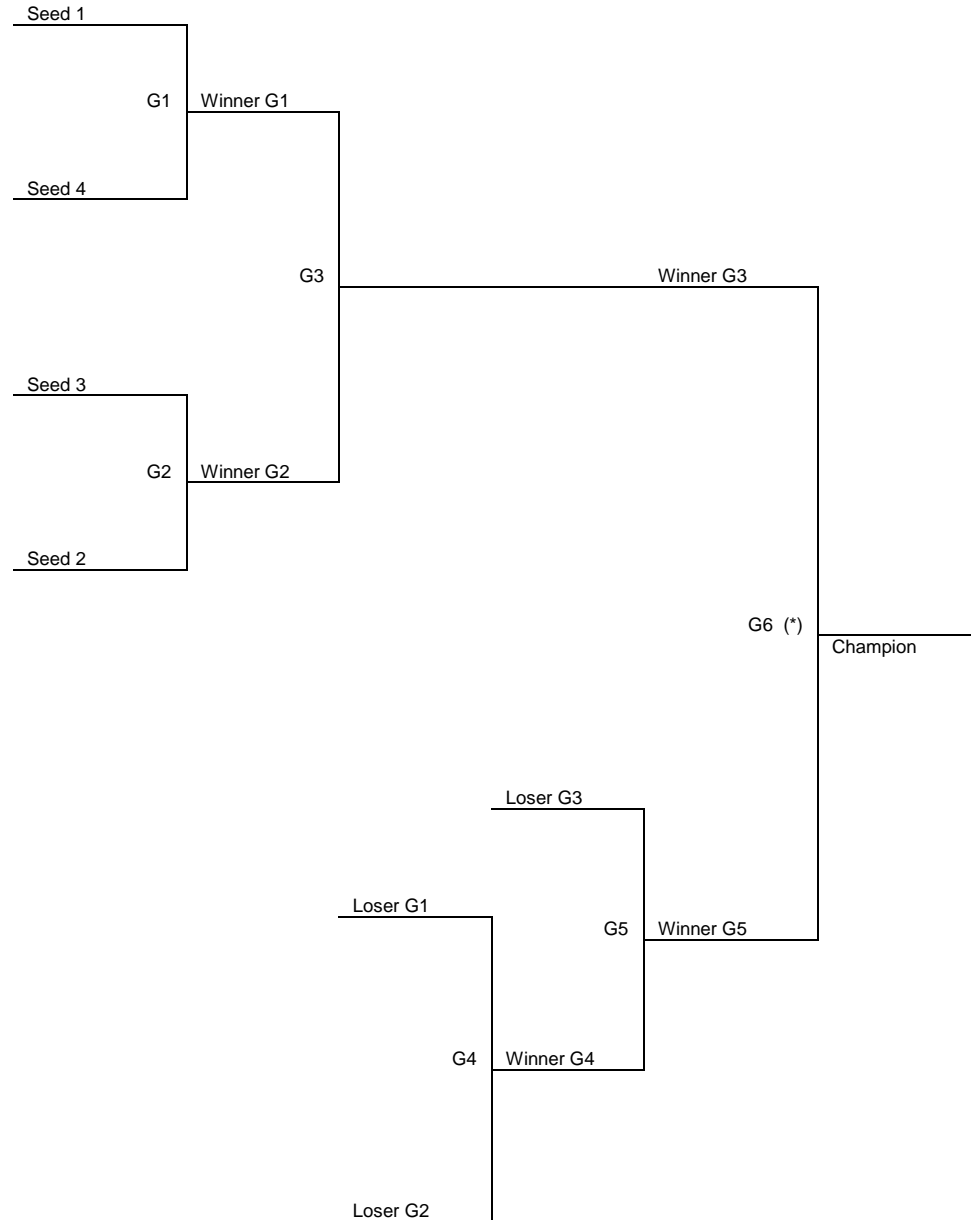 Seed 1
G1
Winner G1
Seed 4
G3
Winner G3
Seed 3
G2
Winner G2
Seed 2
G6 (*)
Champion
Loser G3
Loser G1
G5
Winner G5
G4
Winner G4
Loser G2